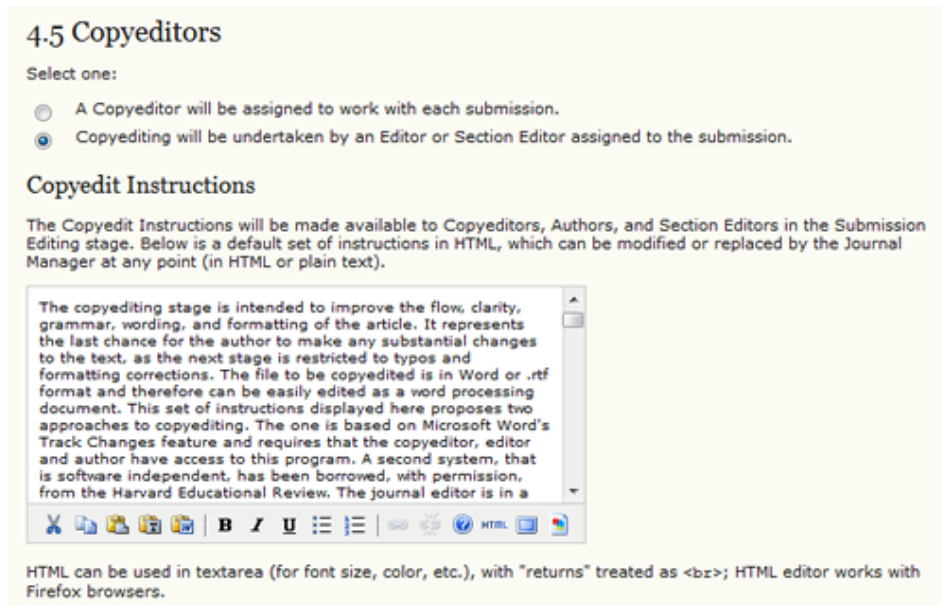 4.5 Copyeditors
Select one:
A Copyeditor will be assigned to work with each submission.
Copyediting will be undertaken by an Editor or Section Editor assigned to the submission.
Copyedit Instructions
The Copyedit Instructions will be made available to Copyeditors, Authors, and Section Editors in the Submission
Editing stage. Below is a default set of instructions in HTML, which can be modified or replaced by the Journal
Manager at any point (in HTML or plain text).
The copyediting stage is intended to improve the flow, clarity,
grammar, wording, and formatting of the article. It represents
the last chance for the author to make any substantial changes
to the text, as the next stage is restricted to typos and
formatting corrections. The file to be copyedited is in Word or .rtf
format and therefore can be easily edited as a word processing
document. This set of instructions displayed here proposes two
approaches to copyediting. The one is based on Microsoft Word's
Track Changes feature and requires that the copyeditor, editor
and author have access to this program. A second system, that
is software independent, has been borrowed, with permission,
from the Harvard Educational Review. The journal editor is in a
B I U HTML
HTML can be used in textarea (for font size, color, etc.), with "returns" treated as <br>; HTML editor works with
Firefox browsers.